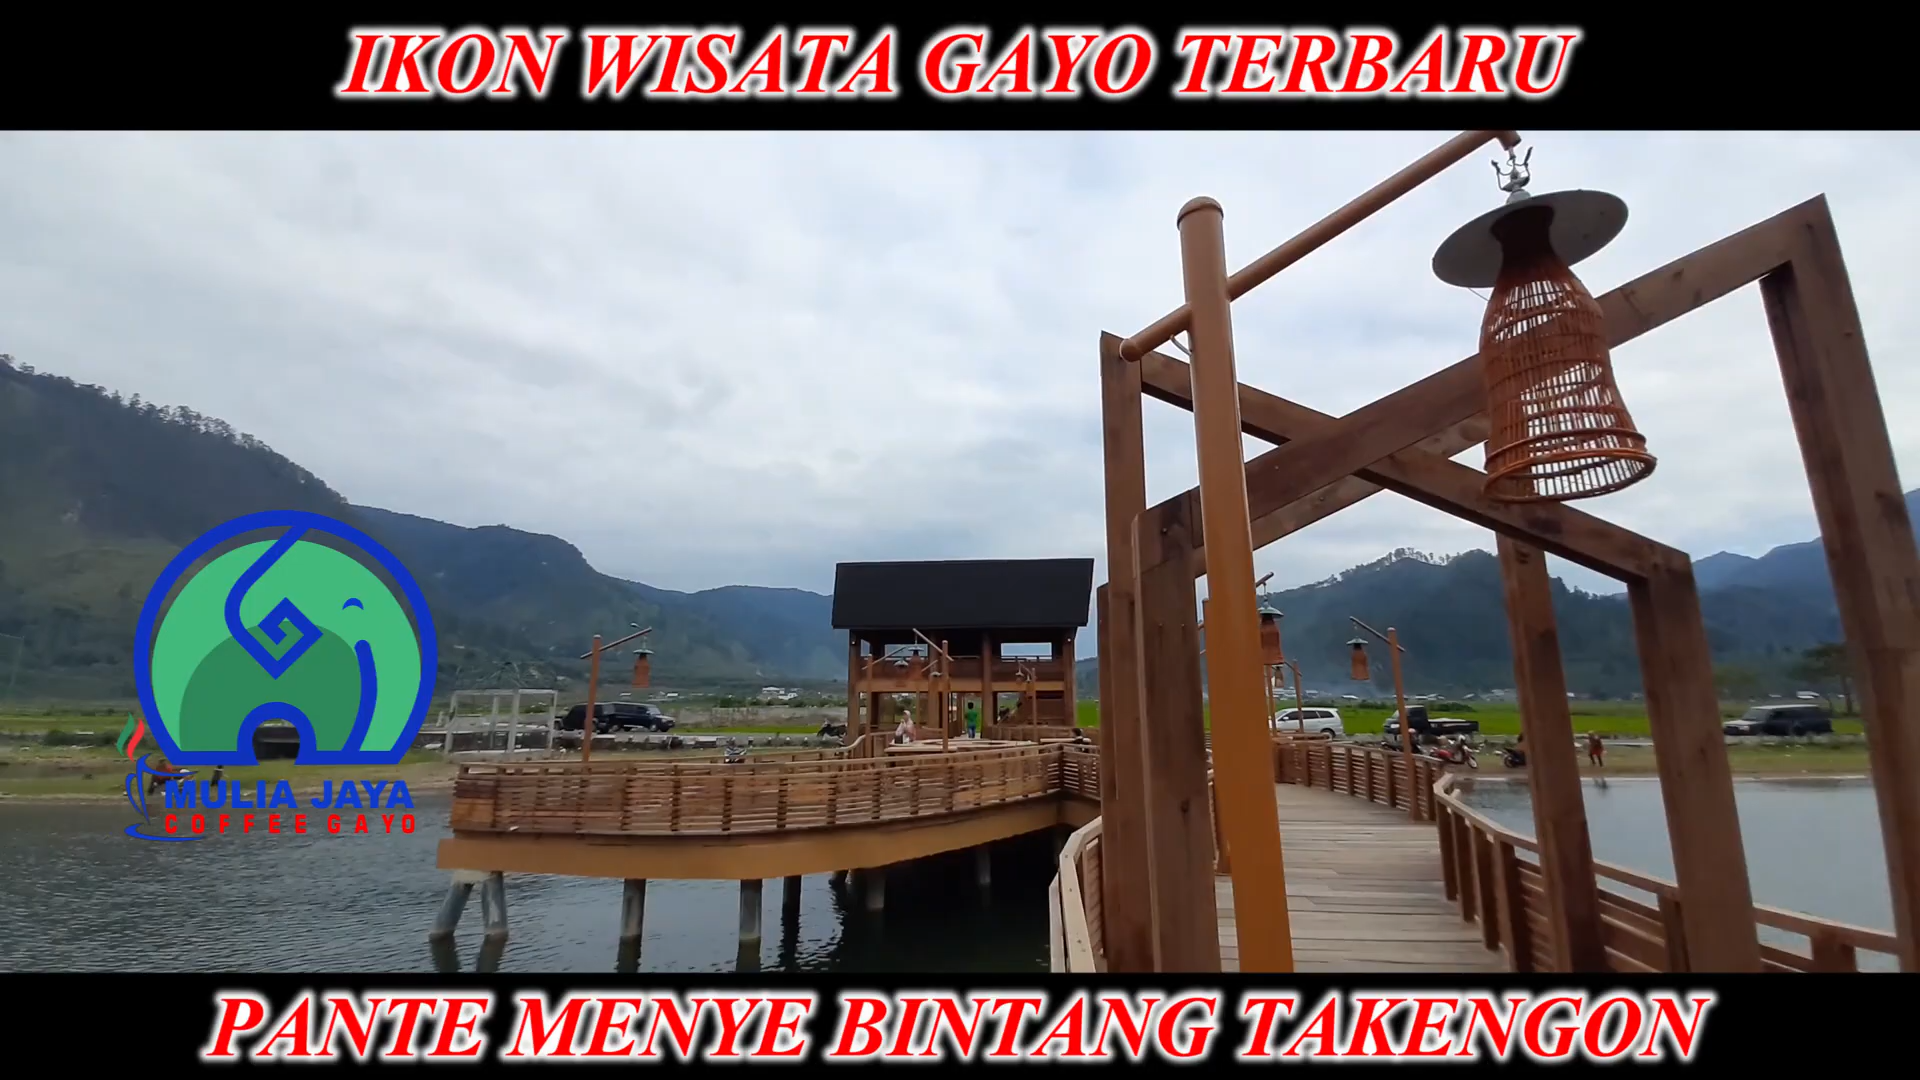 IKON WISATA GAYO TERBARU
MULIA JAYA
COFFEE GAYO
PANTE MENYE BINTANG TAKENGON